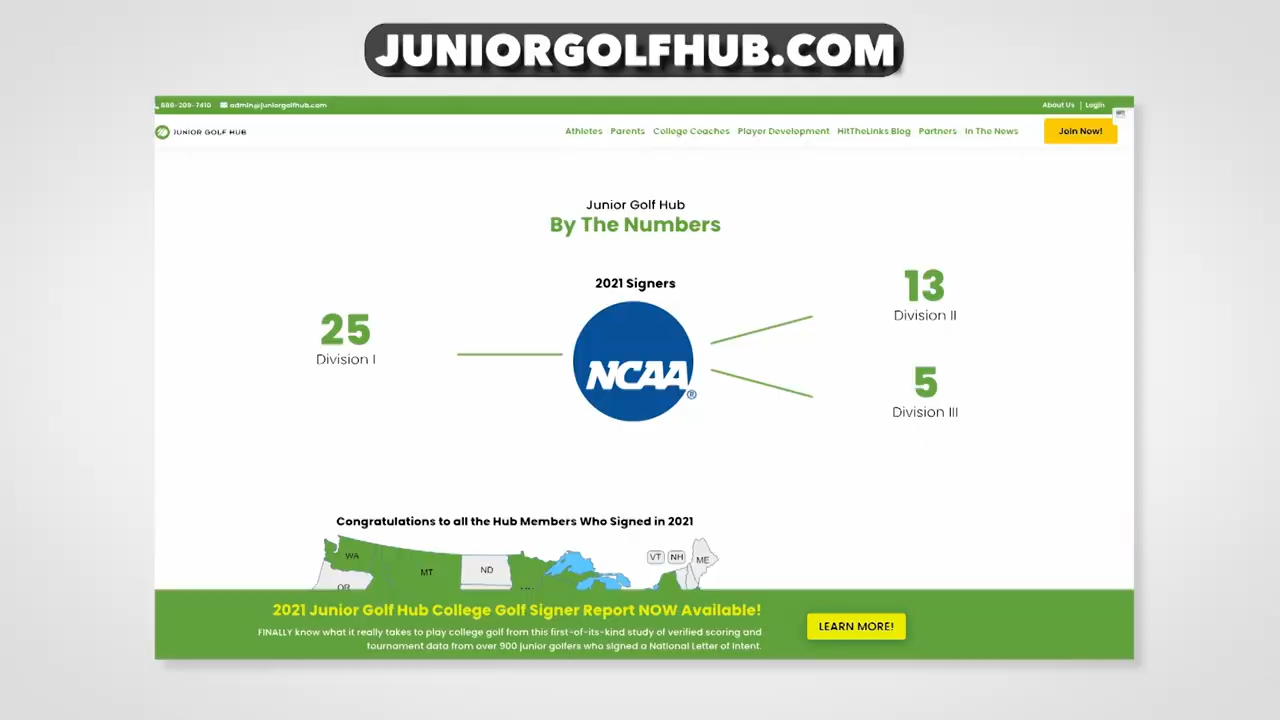 JUNIORGOLFHUB.COM
888-209-7410 admin@juniorgolfhub.com About Us | Login
JUNIOR GOLF HUB Athletes Parents College Coaches Player Development HitTheLinks Blog Partners In The News Join Now!
Junior Golf Hub
By The Numbers
2021 Signers
25
Division I
NCAA®
13
Division II
5
Division III
Congratulations to all the Hub Members Who Signed in 2021
WA MT ND VT NH ME
OR
2021 Junior Golf Hub College Golf Signer Report NOW Available!
FINALLY know what it really takes to play college golf from this first-of-its-kind study of verified scoring and
tournament data from over 900 junior golfers who signed a National Letter of Intent.
LEARN MORE!